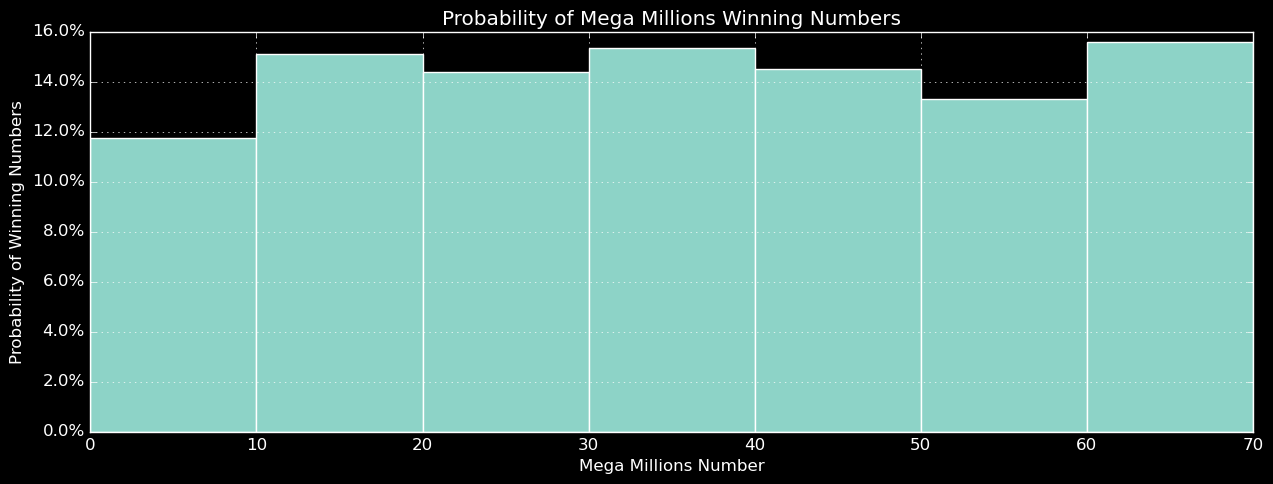 Probability of Mega Millions Winning Numbers
Probability of Winning Numbers
16.0%
14.0%
12.0%
10.0%
8.0%
6.0%
4.0%
2.0%
0.0%
0 10 20 30 40 50 60 70
Mega Millions Number